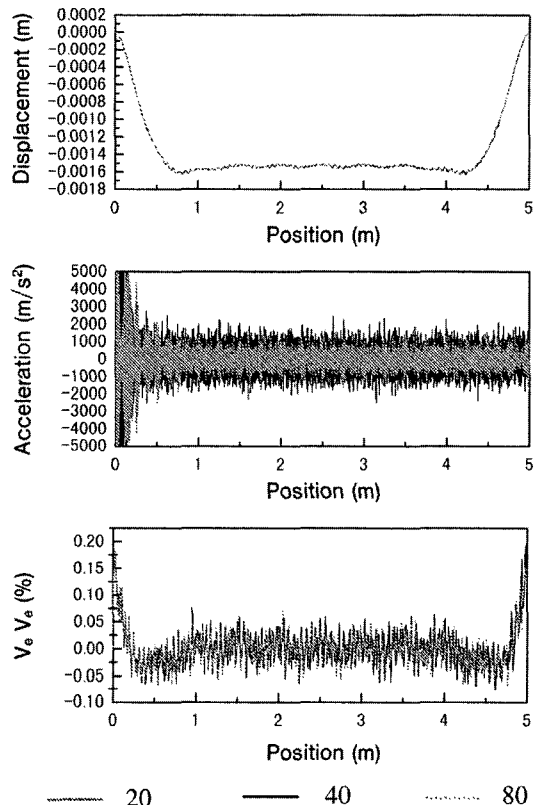 0.0002
0.0000
−0.0002
−0.0004
−0.0006
−0.0008
−0.0010
−0.0012
−0.0014
−0.0016
−0.0018
Displacement (m)
0 1 2 3 4 5
Position (m)
5000
4000
3000
2000
1000
0
−1000
−2000
−3000
−4000
−5000
Acceleration (m/s²)
0 1 2 3 4 5
Position (m)
0.20
0.15
0.10
0.05
0.00
−0.05
−0.10
Ve Ve (%)
0 1 2 3 4 5
Position (m)
20 40 80